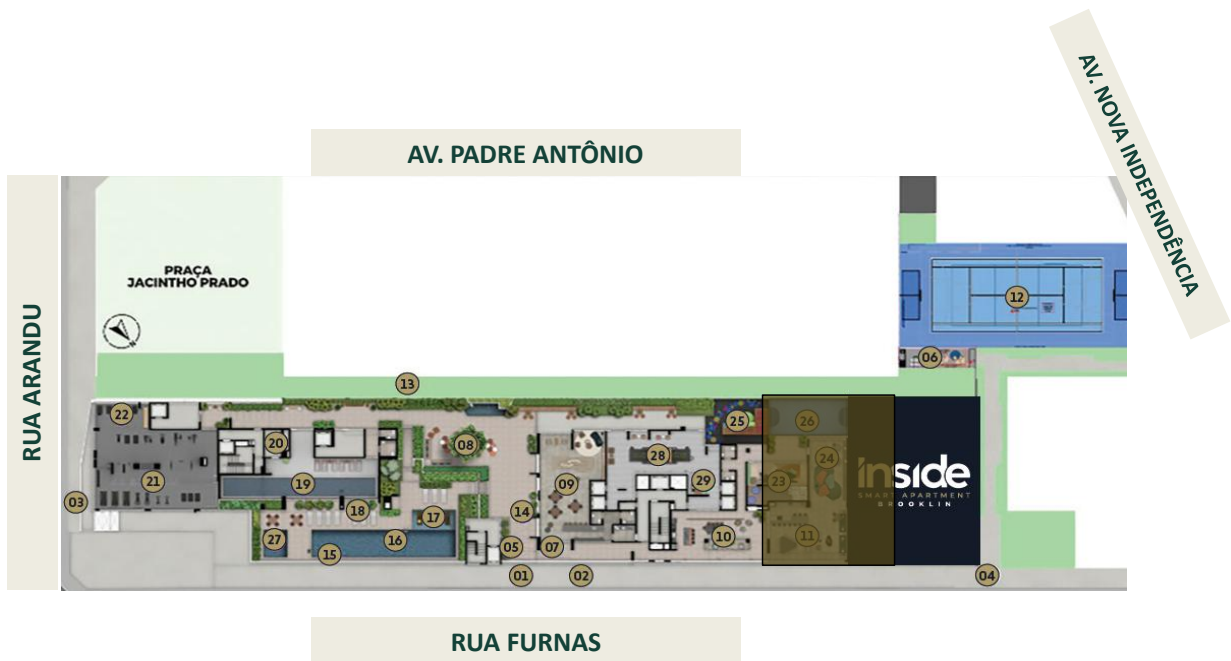 AV. NOVA INDEPENDÊNCIA
AV. PADRE ANTÔNIO
RUA ARANDU
PRAÇA
JACINTHO PRADO
N
12
06
13
22
20
08
25
26
28
21
19
09
29
23
24
inside
SMART APARTMENT
BROOKLIN
03
18
17
14
10
11
27
15
16
05
07
01
02
04
RUA FURNAS